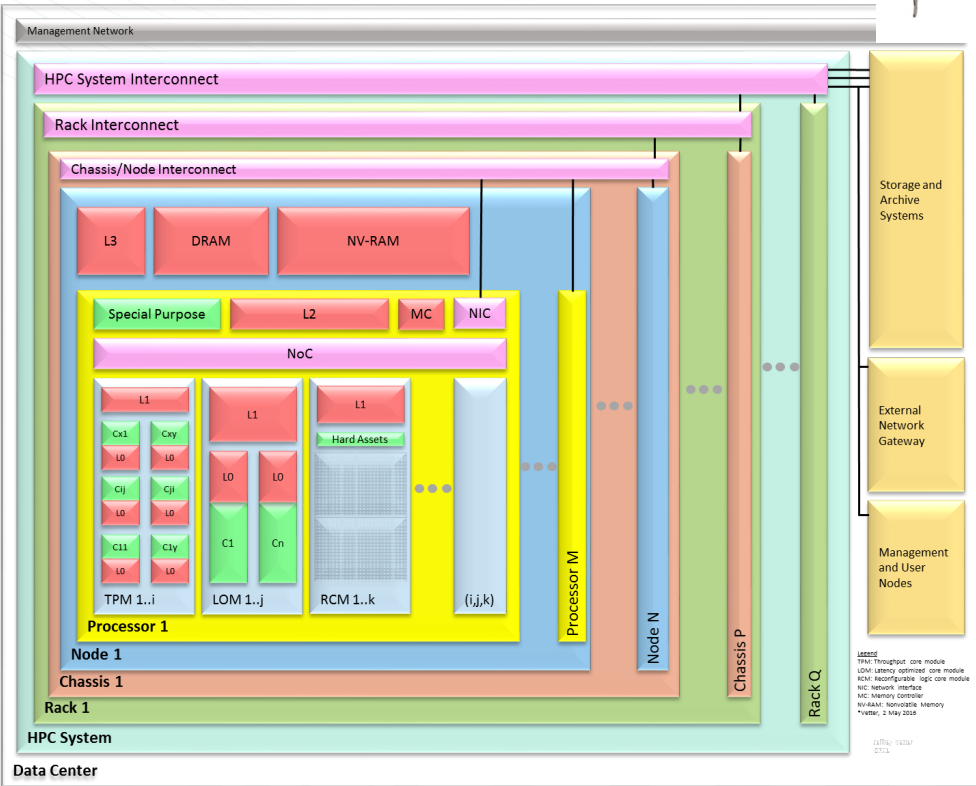 Management Network
HPC System Interconnect
Rack Interconnect
Chassis/Node Interconnect
L3
DRAM
NV-RAM
Special Purpose
L2
MC
NIC
NoC
L1
Cx1
Cxy
L0
L0
Cij
Cji
L0
L0
C11
C1y
L0
L0
TPM 1..i
L1
L0
L0
C1
Cn
LOM 1..j
L1
Hard Assets
RCM 1..k
(i,j,k)
Processor 1
Processor M
Node 1
Node N
Chassis 1
Chassis P
Rack 1
Rack Q
HPC System
Data Center
Storage and
Archive
Systems
External
Network
Gateway
Management
and User
Nodes
Legend
TPM: Throughput core module
LOM: Latency optimized core module
RCM: Reconfigurable logic core module
NIC: Network interface
MC: Memory Controller
NV-RAM: Nonvolatile Memory
*Vetter, 2 May 2016